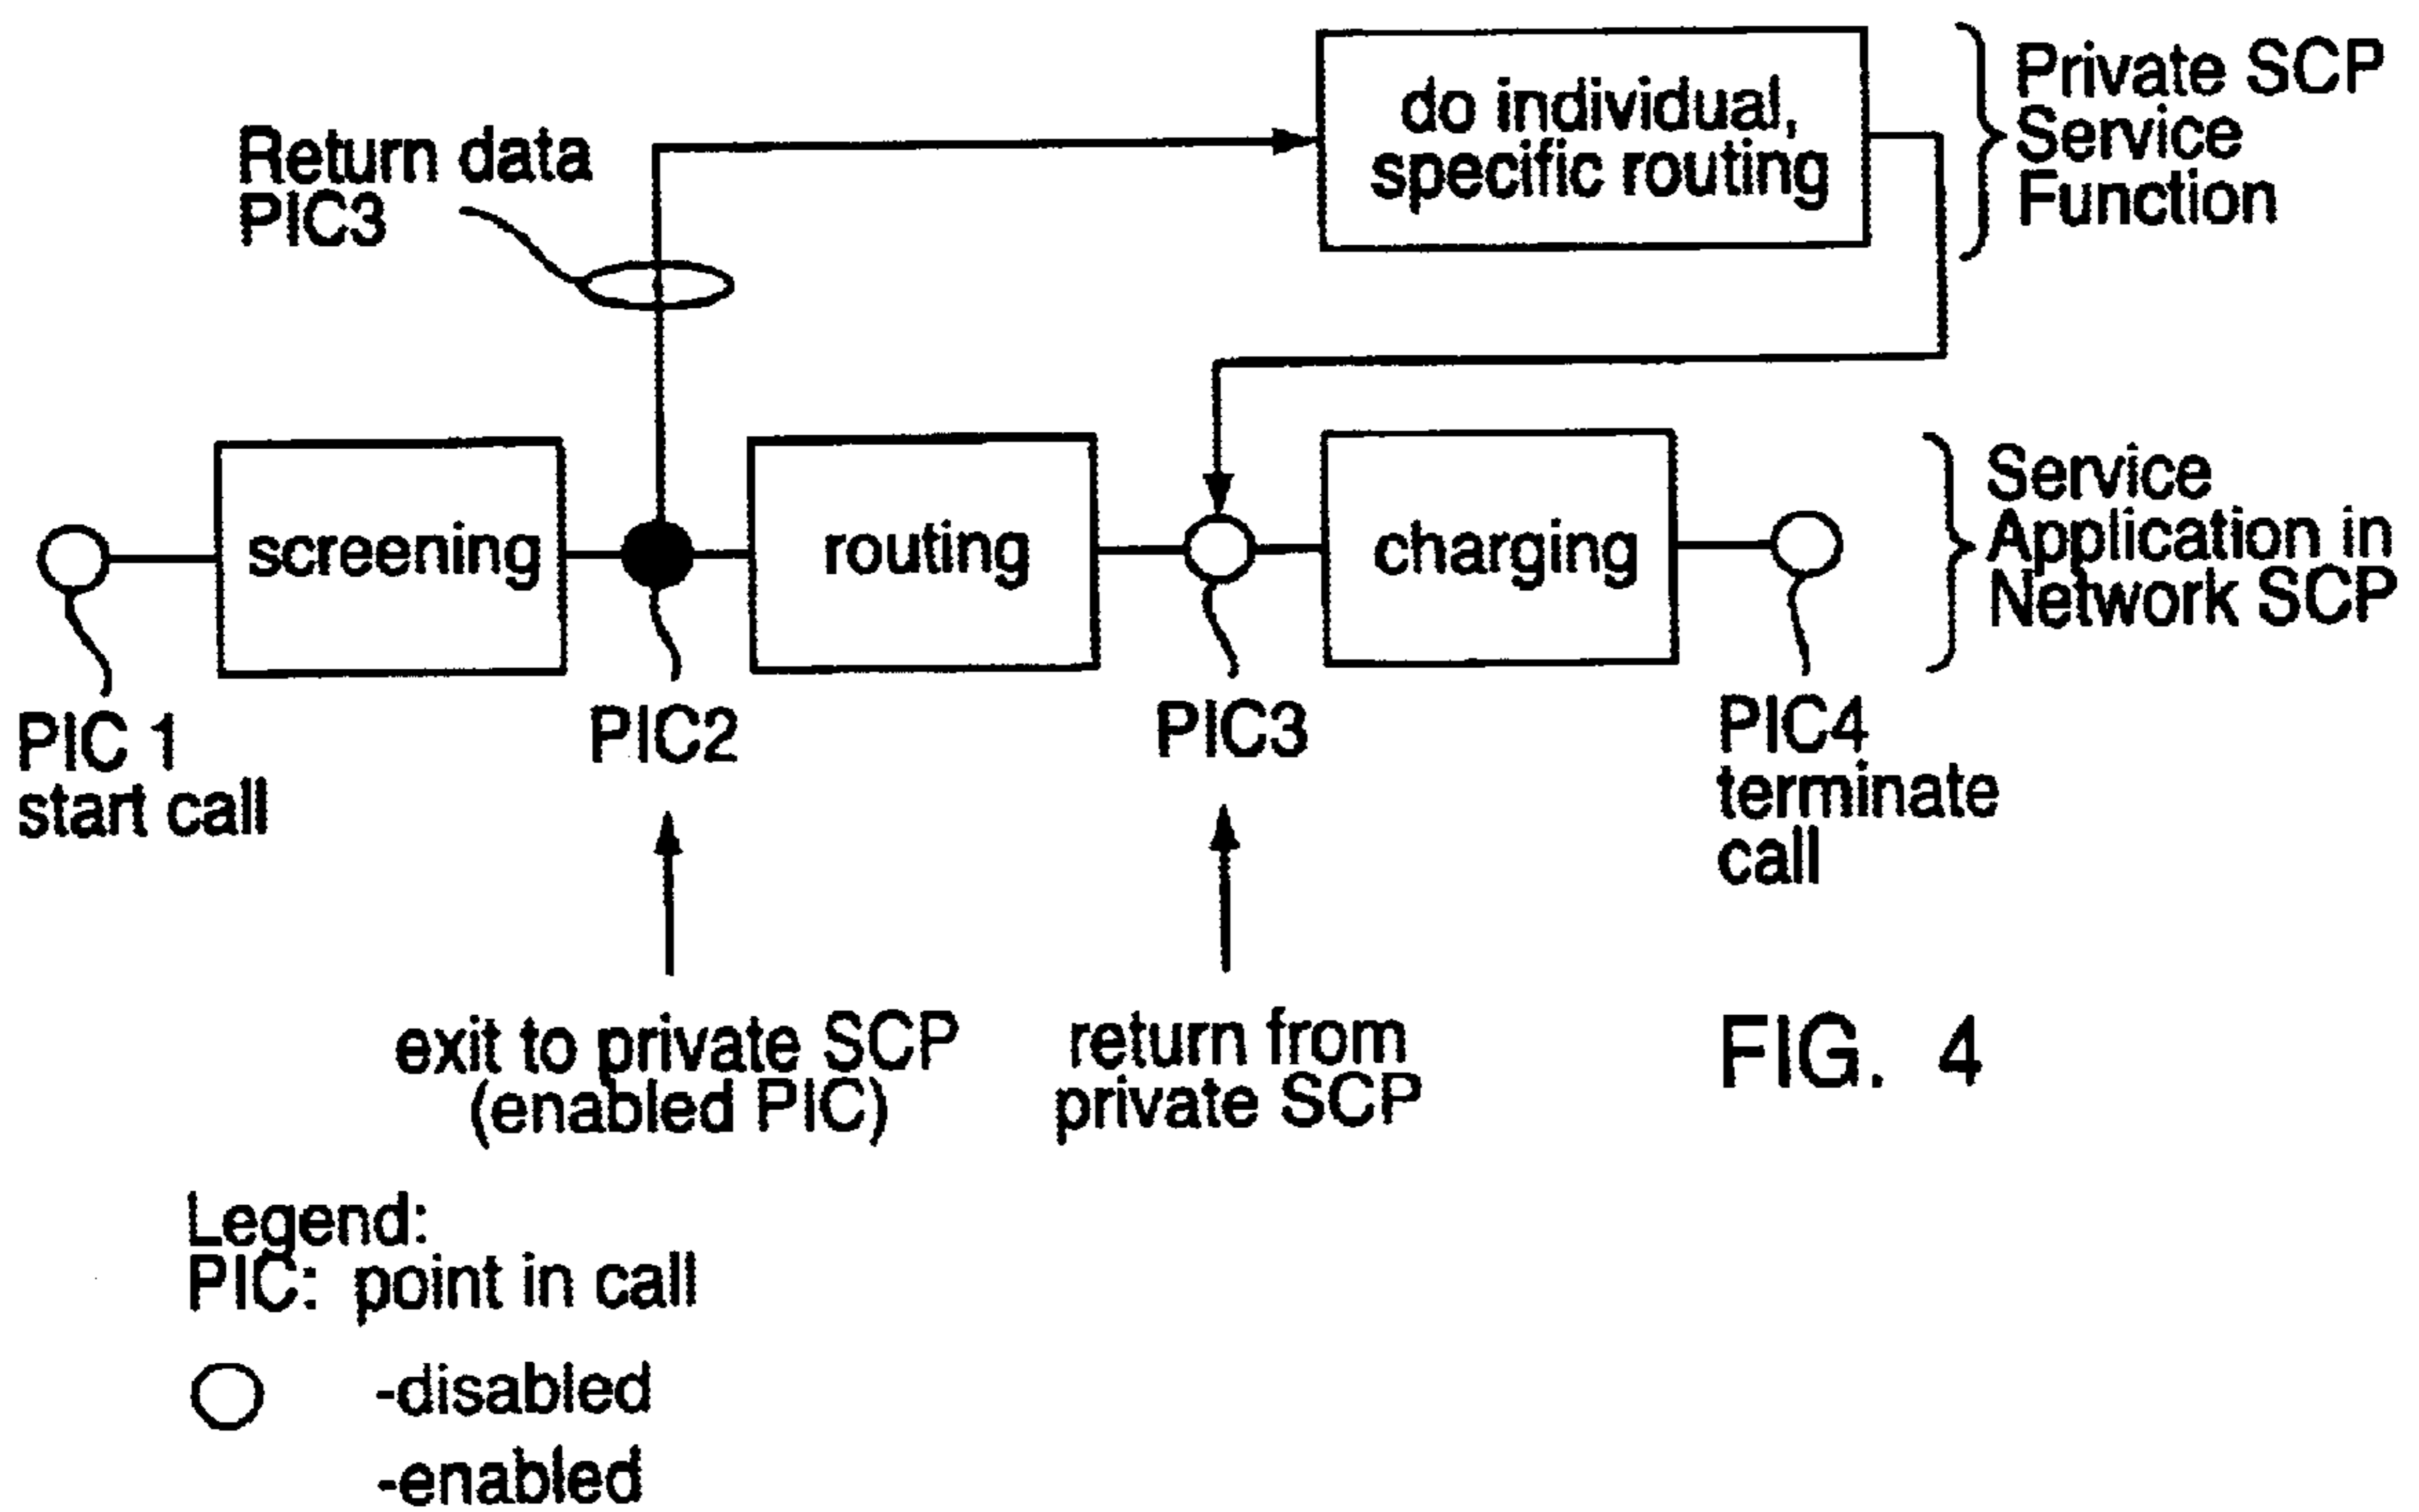 do individual,
specific routing
Private SCP
Service
Function
Return data
PIC3
screening
routing
charging
Service
Application in
Network SCP
PIC 1
start call
PIC2
PIC3
PIC4
terminate
call
exit to private SCP
(enabled PIC)
return from
private SCP
FIG. 4
Legend:
PIC: point in call
-disabled
-enabled